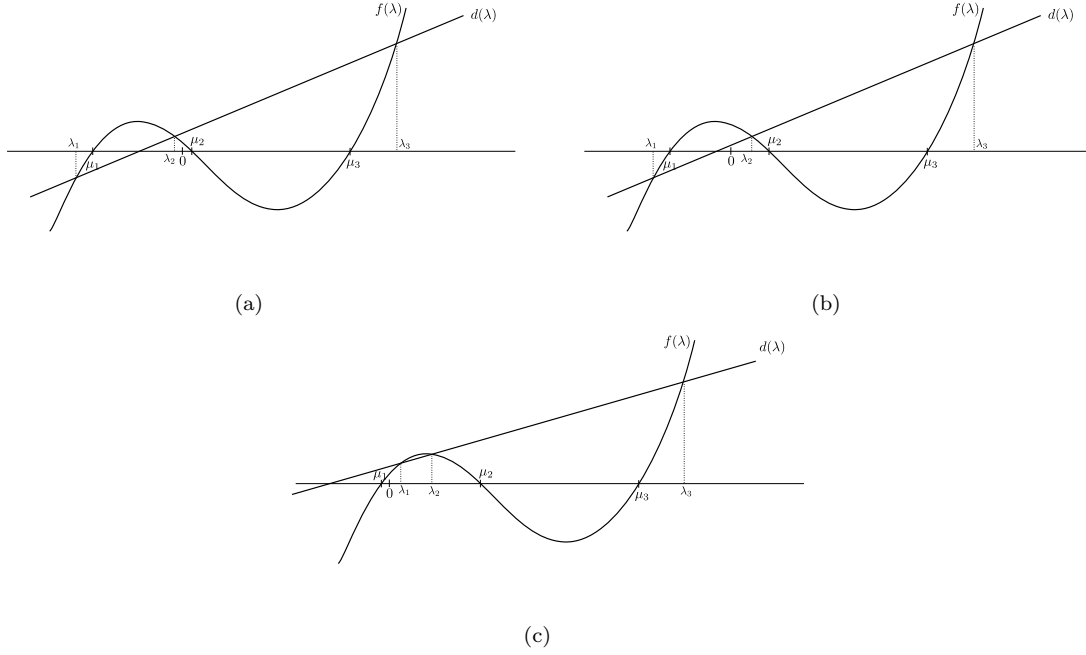 f(λ)
d(λ)
λ₁ μ₁ λ₂ 0 μ₂ μ₃ λ₃
(a)
f(λ)
d(λ)
λ₁ μ₁ 0 λ₂ μ₂ μ₃ λ₃
(b)
f(λ)
d(λ)
μ₁ 0 λ₁ λ₂ μ₂ μ₃ λ₃
(c)